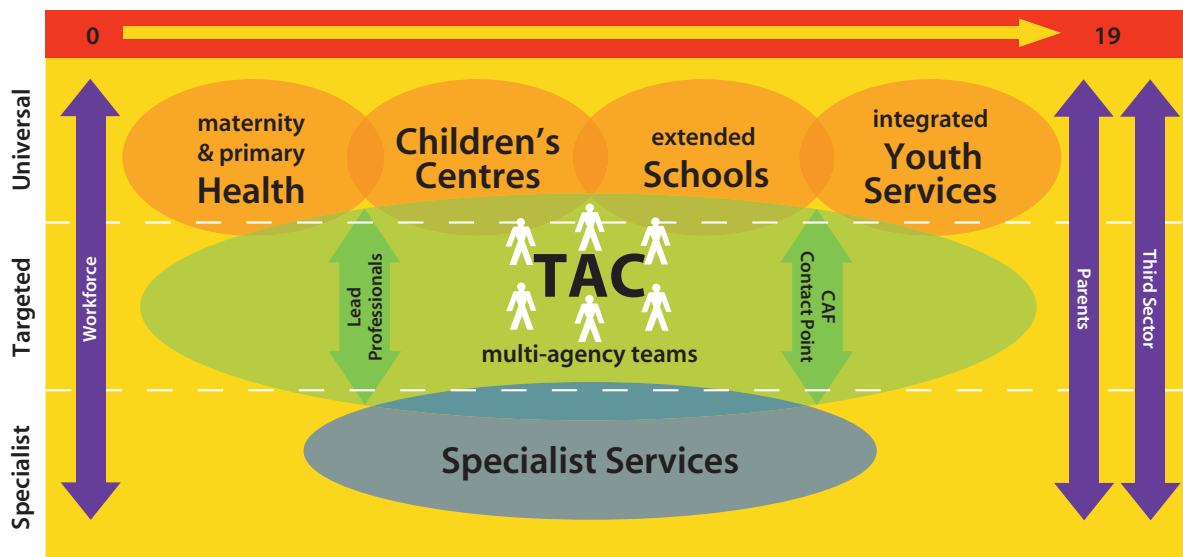 0
19
Universal
maternity
& primary
Health
Children's
Centres
extended
Schools
integrated
Youth
Services
Targeted
Workforce
Lead
Professionals
TAC
multi-agency teams
CAF
Contact Point
Parents
Third Sector
Specialist
Specialist Services